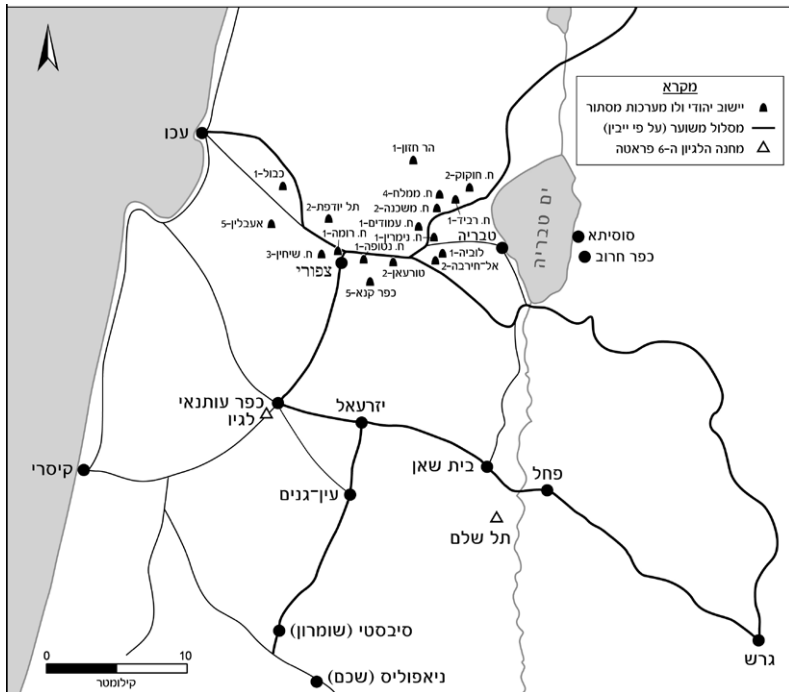 מקרא
יישוב יהודי ולו מערכות מסתור
מסלול משוער (על פי ייבין)
מחנה הלגיון ה-6 פראטה
עכו
הר חזון-1
כבול-1
ח. חוקוק-2
ח. ממלח-4
תל יודפת-2
ח. משכנה-2
ח. רביד-1
אעבלין-5
ח. עמודים-1
ח. רומה-1
ח. נימרין-1
טבריה
ים טבריה
סוסיתא
ח. נטופה-1
ח. שיחין-3
לוביה-1
כפר חרוב
צפורי
טורעאן-2
אל-חירבה-2
כפר קנא-5
כפר עותנאי
לגיו
יזרעאל
קיסרי
בית שאן
פחל
עין-גנים
תל שלם
סיבסטי (שומרון)
גרש
ניאפוליס (שכם)
0 10
קילומטר